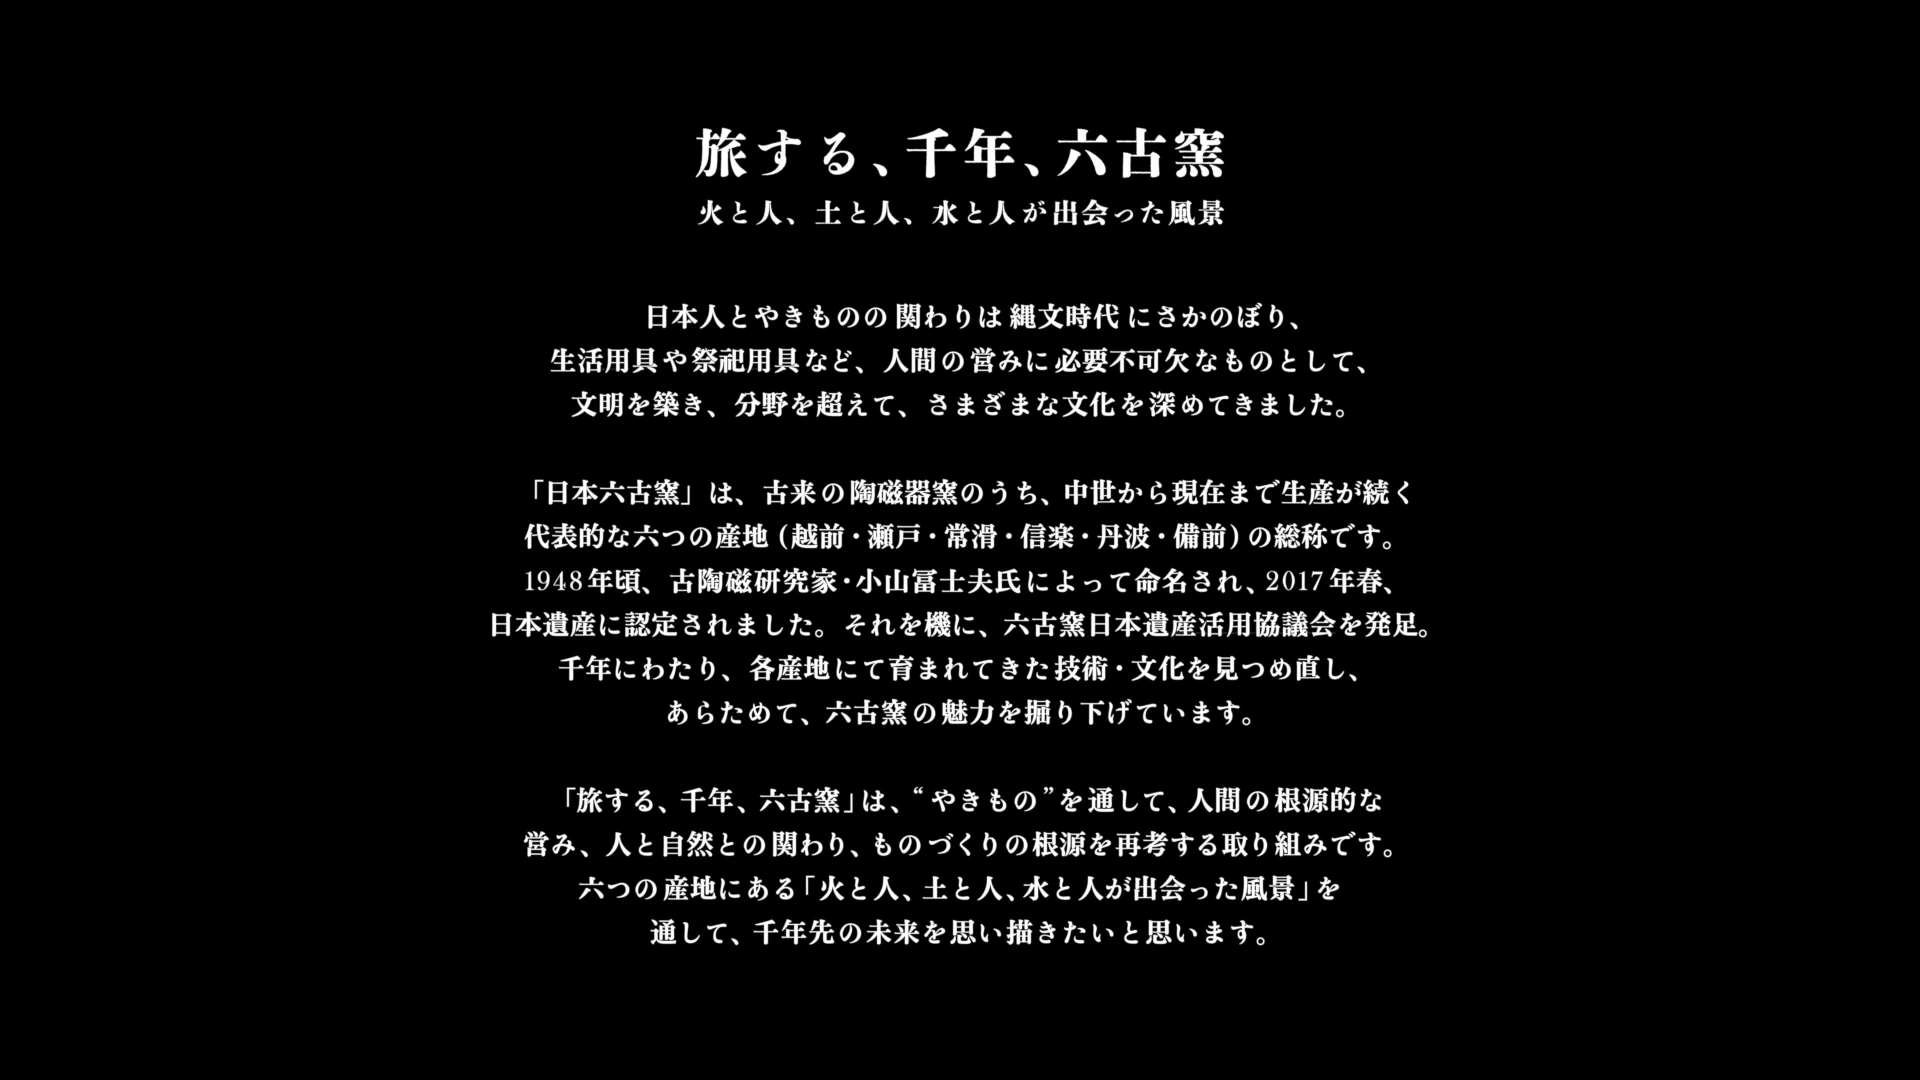 旅する、千年、六古窯
火と人、土と人、水と人が出会った風景
日本人とやきものの関わりは縄文時代にさかのぼり、
生活用具や祭祀用具など、人間の営みに必要不可欠なものとして、
文明を築き、分野を超えて、さまざまな文化を深めてきました。
「日本六古窯」は、古来の陶磁器窯のうち、中世から現在まで生産が続く
代表的な六つの産地（越前・瀬戸・常滑・信楽・丹波・備前）の総称です。
1948年頃、古陶磁研究家・小山冨士夫氏によって命名され、2017年春、
日本遺産に認定されました。それを機に、六古窯日本遺産活用協議会を発足。
千年にわたり、各産地にて育まれてきた技術・文化を見つめ直し、
あらためて、六古窯の魅力を掘り下げています。
「旅する、千年、六古窯」は、“やきもの”を通して、人間の根源的な
営み、人と自然との関わり、ものづくりの根源を再考する取り組みです。
六つの産地にある「火と人、土と人、水と人が出会った風景」を
通して、千年先の未来を思い描きたいと思います。